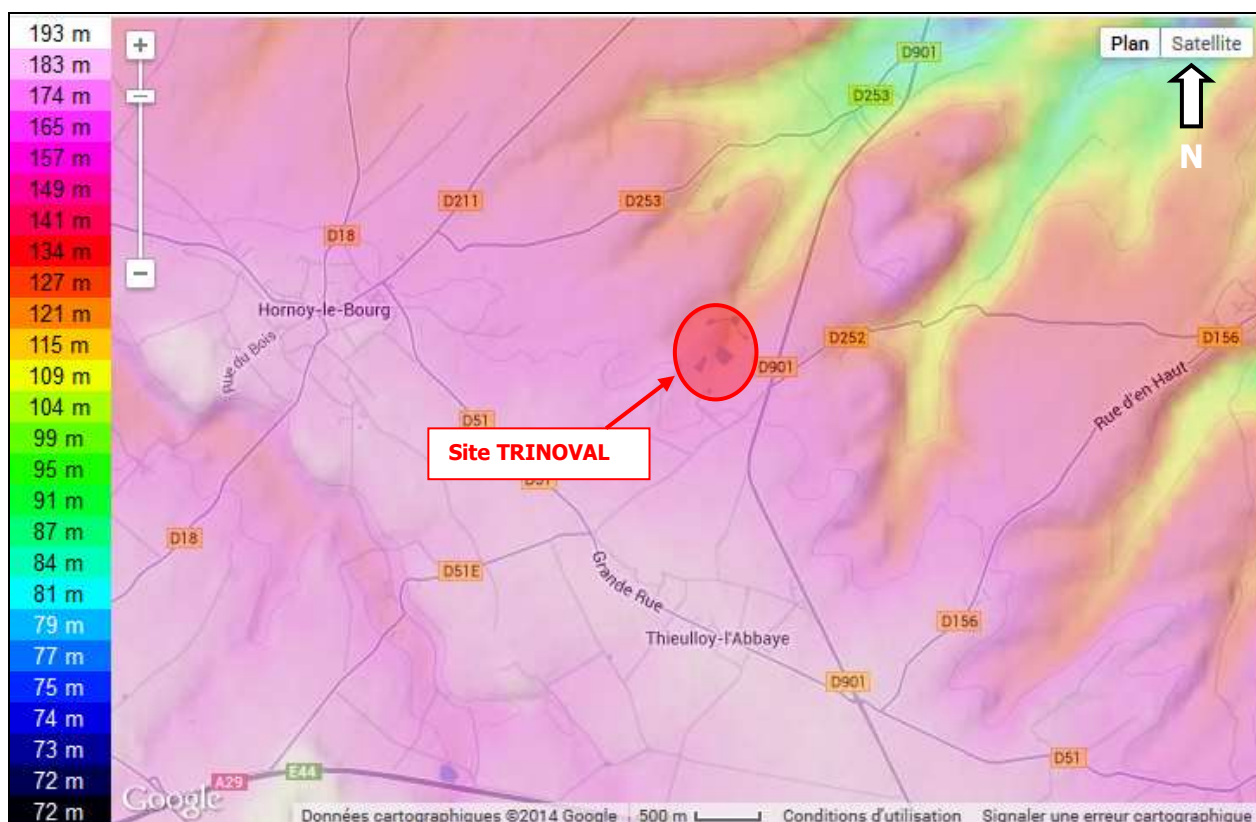 193 m
183 m
174 m
165 m
157 m
149 m
141 m
134 m
127 m
121 m
115 m
109 m
104 m
99 m
95 m
91 m
87 m
84 m
81 m
79 m
77 m
75 m
74 m
73 m
72 m
72 m
+
−
Plan
Satellite
N
D901
D253
D211
D253
D18
Hornoy-le-Bourg
Rue du Bois
D252
D156
D901
Rue d'en Haut
D51
Site TRINOVAL
D51
D18
D51E
Grande Rue
Thieulloy-l'Abbaye
D156
D901
D51
A29
E44
Google
Données cartographiques ©2014 Google
500 m
Conditions d'utilisation
Signaler une erreur cartographique